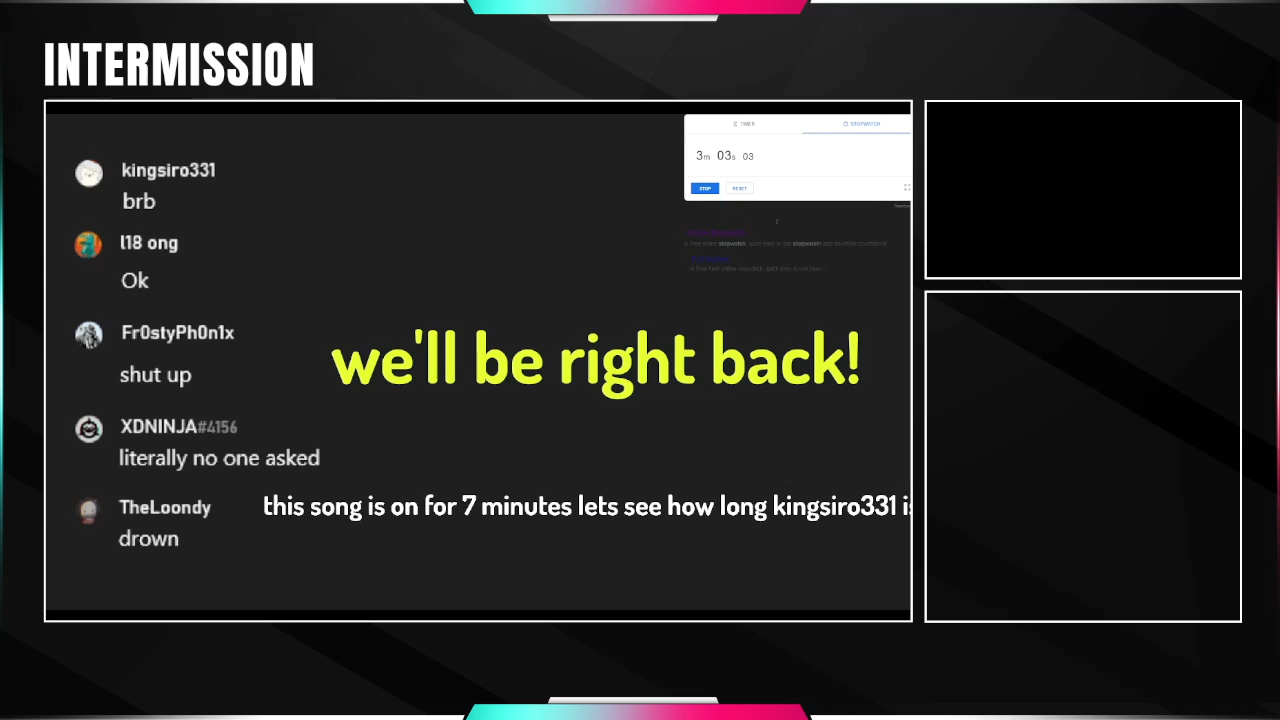 INTERMISSION
TIMER
STOPWATCH
3m 03s 03
STOP
RESET
kingsiro331
brb
l18 ong
Ok
Fr0styPh0n1x
shut up
we'll be right back!
XDNINJA#4156
literally no one asked
TheLoondy
this song is on for 7 minutes lets see how long kingsiro331 is
drown